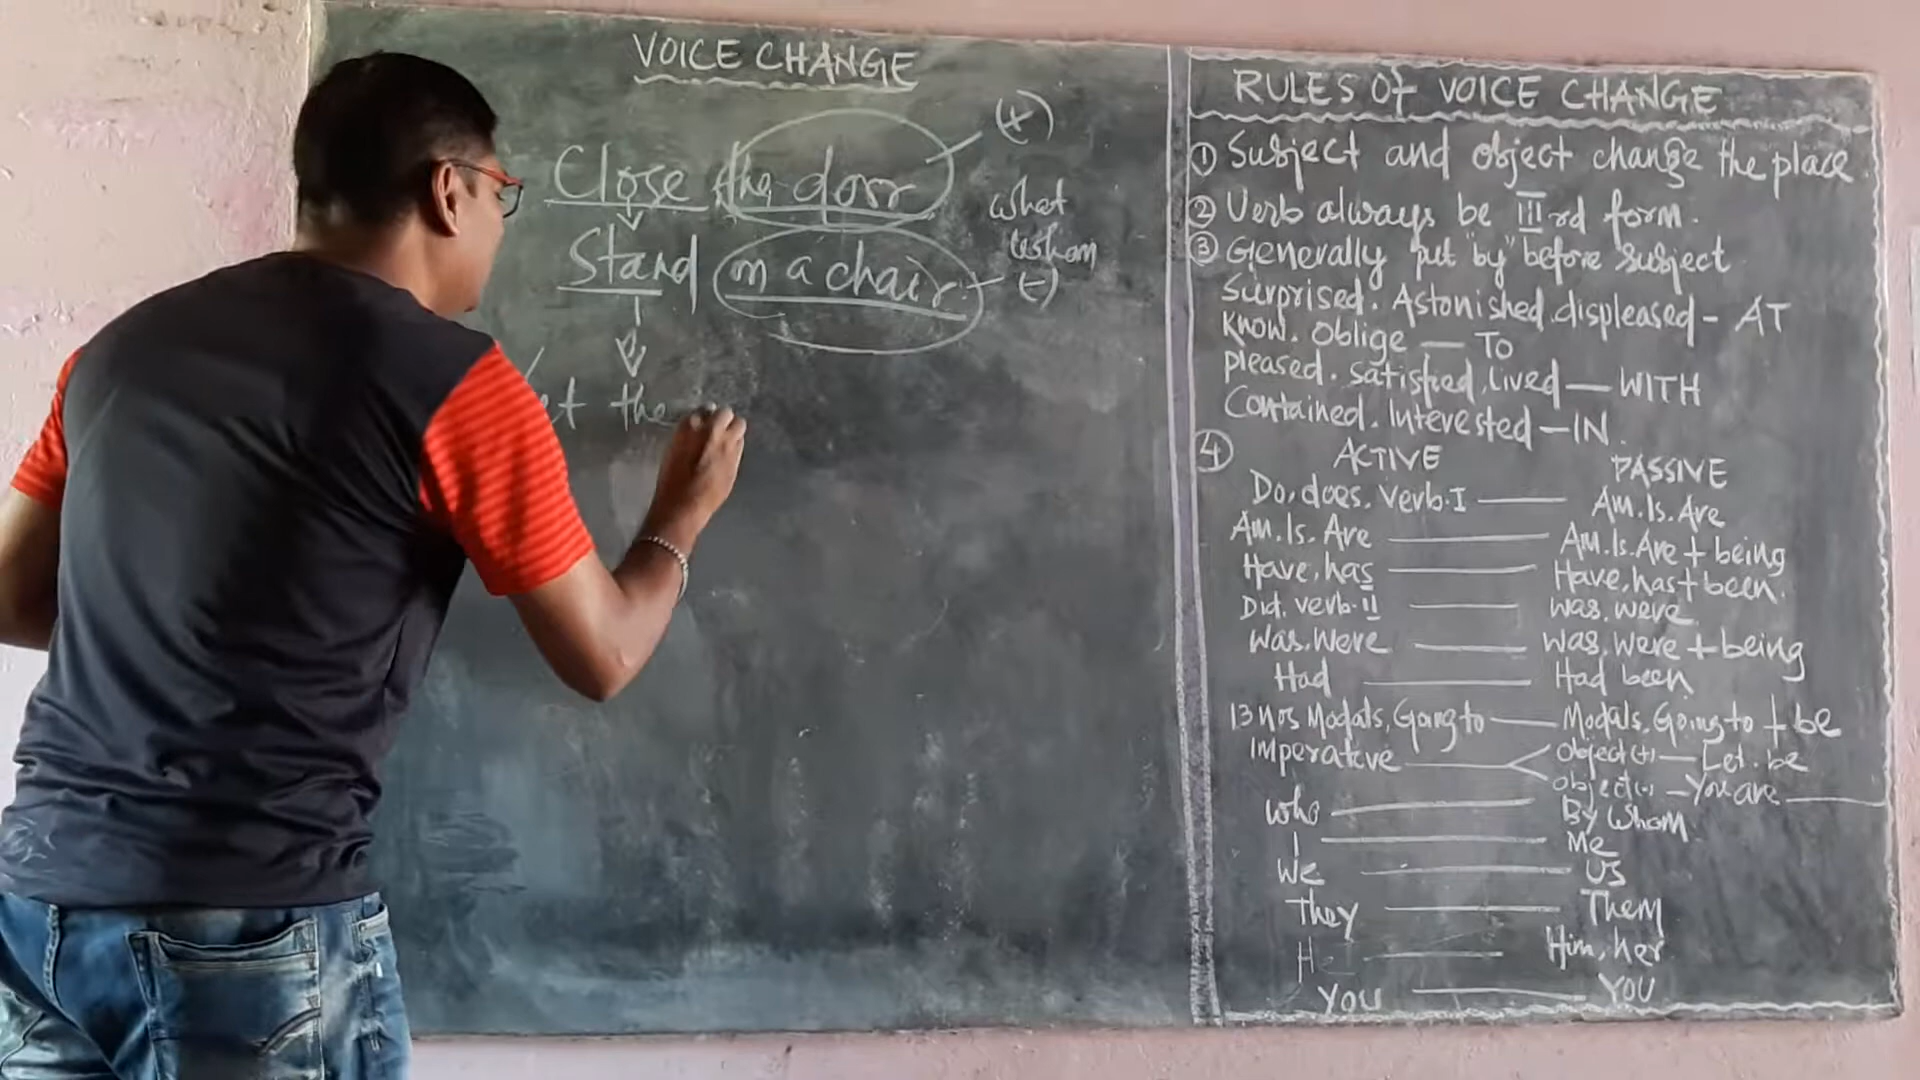 VOICE CHANGE
Close the door
(+)
what
whom
Stand on a chair
(-)
et the
RULES Of VOICE CHANGE
① Subject and object change the place.
② Verb always be III rd form.
③ Generally put "by" before Subject
Surprised. Astonished. displeased - AT
Know. Oblige — TO
Pleased. Satisfied, Lived — WITH
Contained. Interested — IN.
④ ACTIVE PASSIVE
Do, does. Verb. I — Am. Is. Are
Am. Is. Are — Am. Is. Are + being
Have, has — Have, has + been.
Did. Verb. II — Was. were
Was. Were — Was. Were + being
Had — Had been
13 Nos Modals, Going to — Modals, Going to + be
Imperative — Object (+) — Let. be
object (-) — You are —
Who — By Whom
I — Me
We — Us
They — Them
He — Him, her
You — YOU